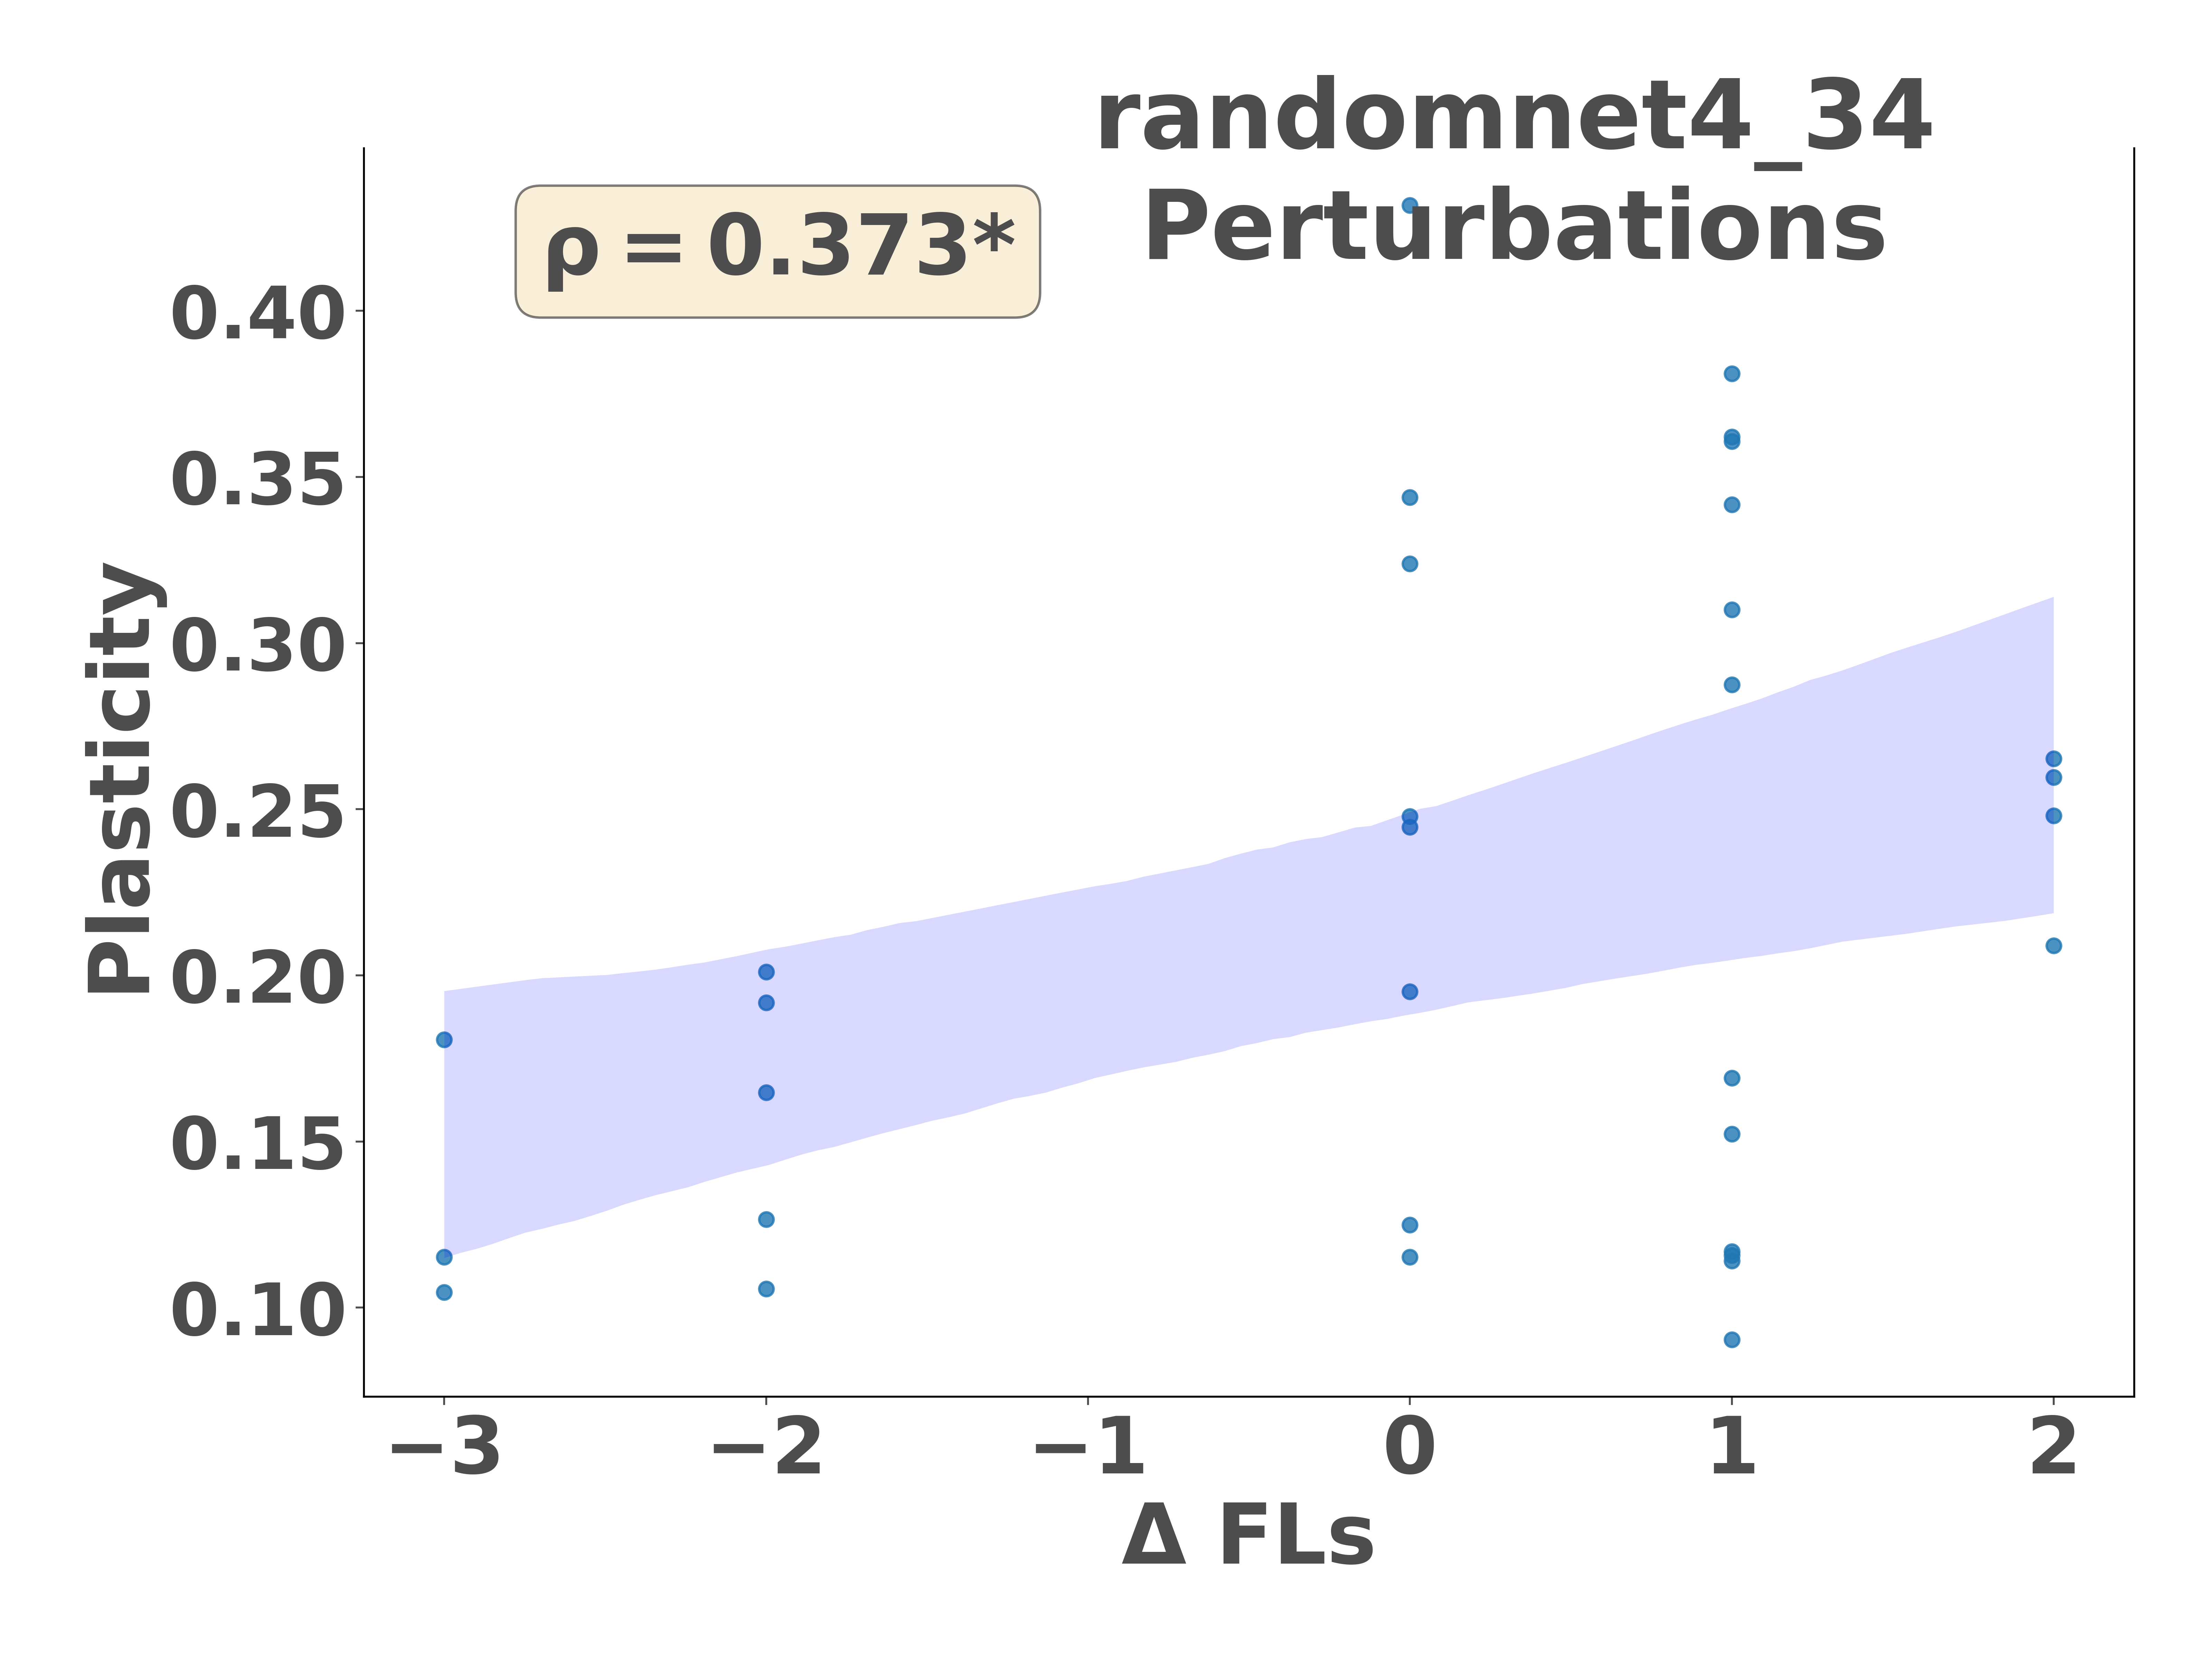 randomnet4_34
Perturbations
ρ = 0.373*
0.40
0.35
0.30
0.25
0.20
0.15
0.10
Plasticity
−3 −2 −1 0 1 2
Δ FLs